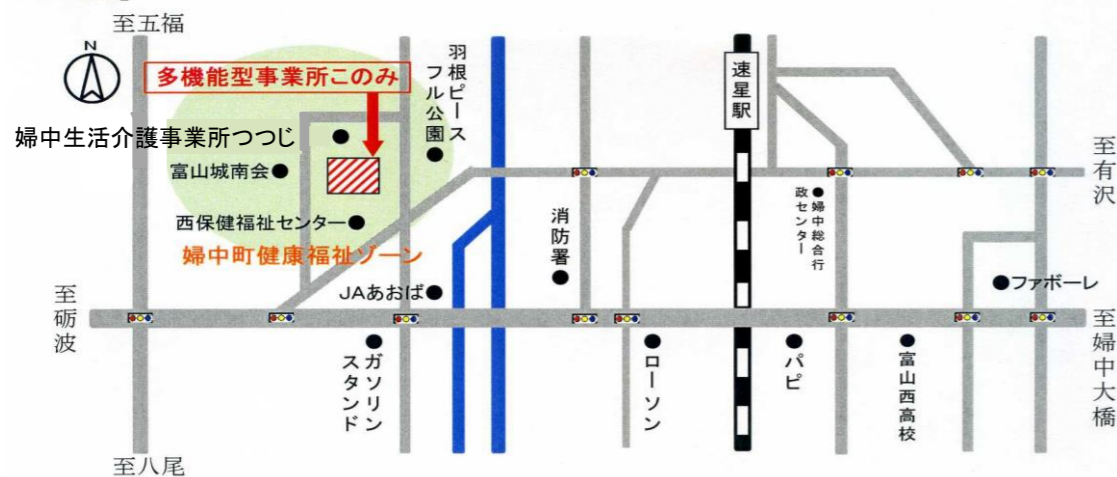 至五福
N
多機能型事業所このみ
羽根ピース
フル公園
速星駅
婦中生活介護事業所つつじ
富山城南会
至有沢
西保健福祉センター
婦中町健康福祉ゾーン
消防署
婦中総合行
政センター
JAあおば
ファボーレ
至砺波
至婦中大橋
ガソリン
スタンド
ローソン
パピ
富山西高校
至八尾